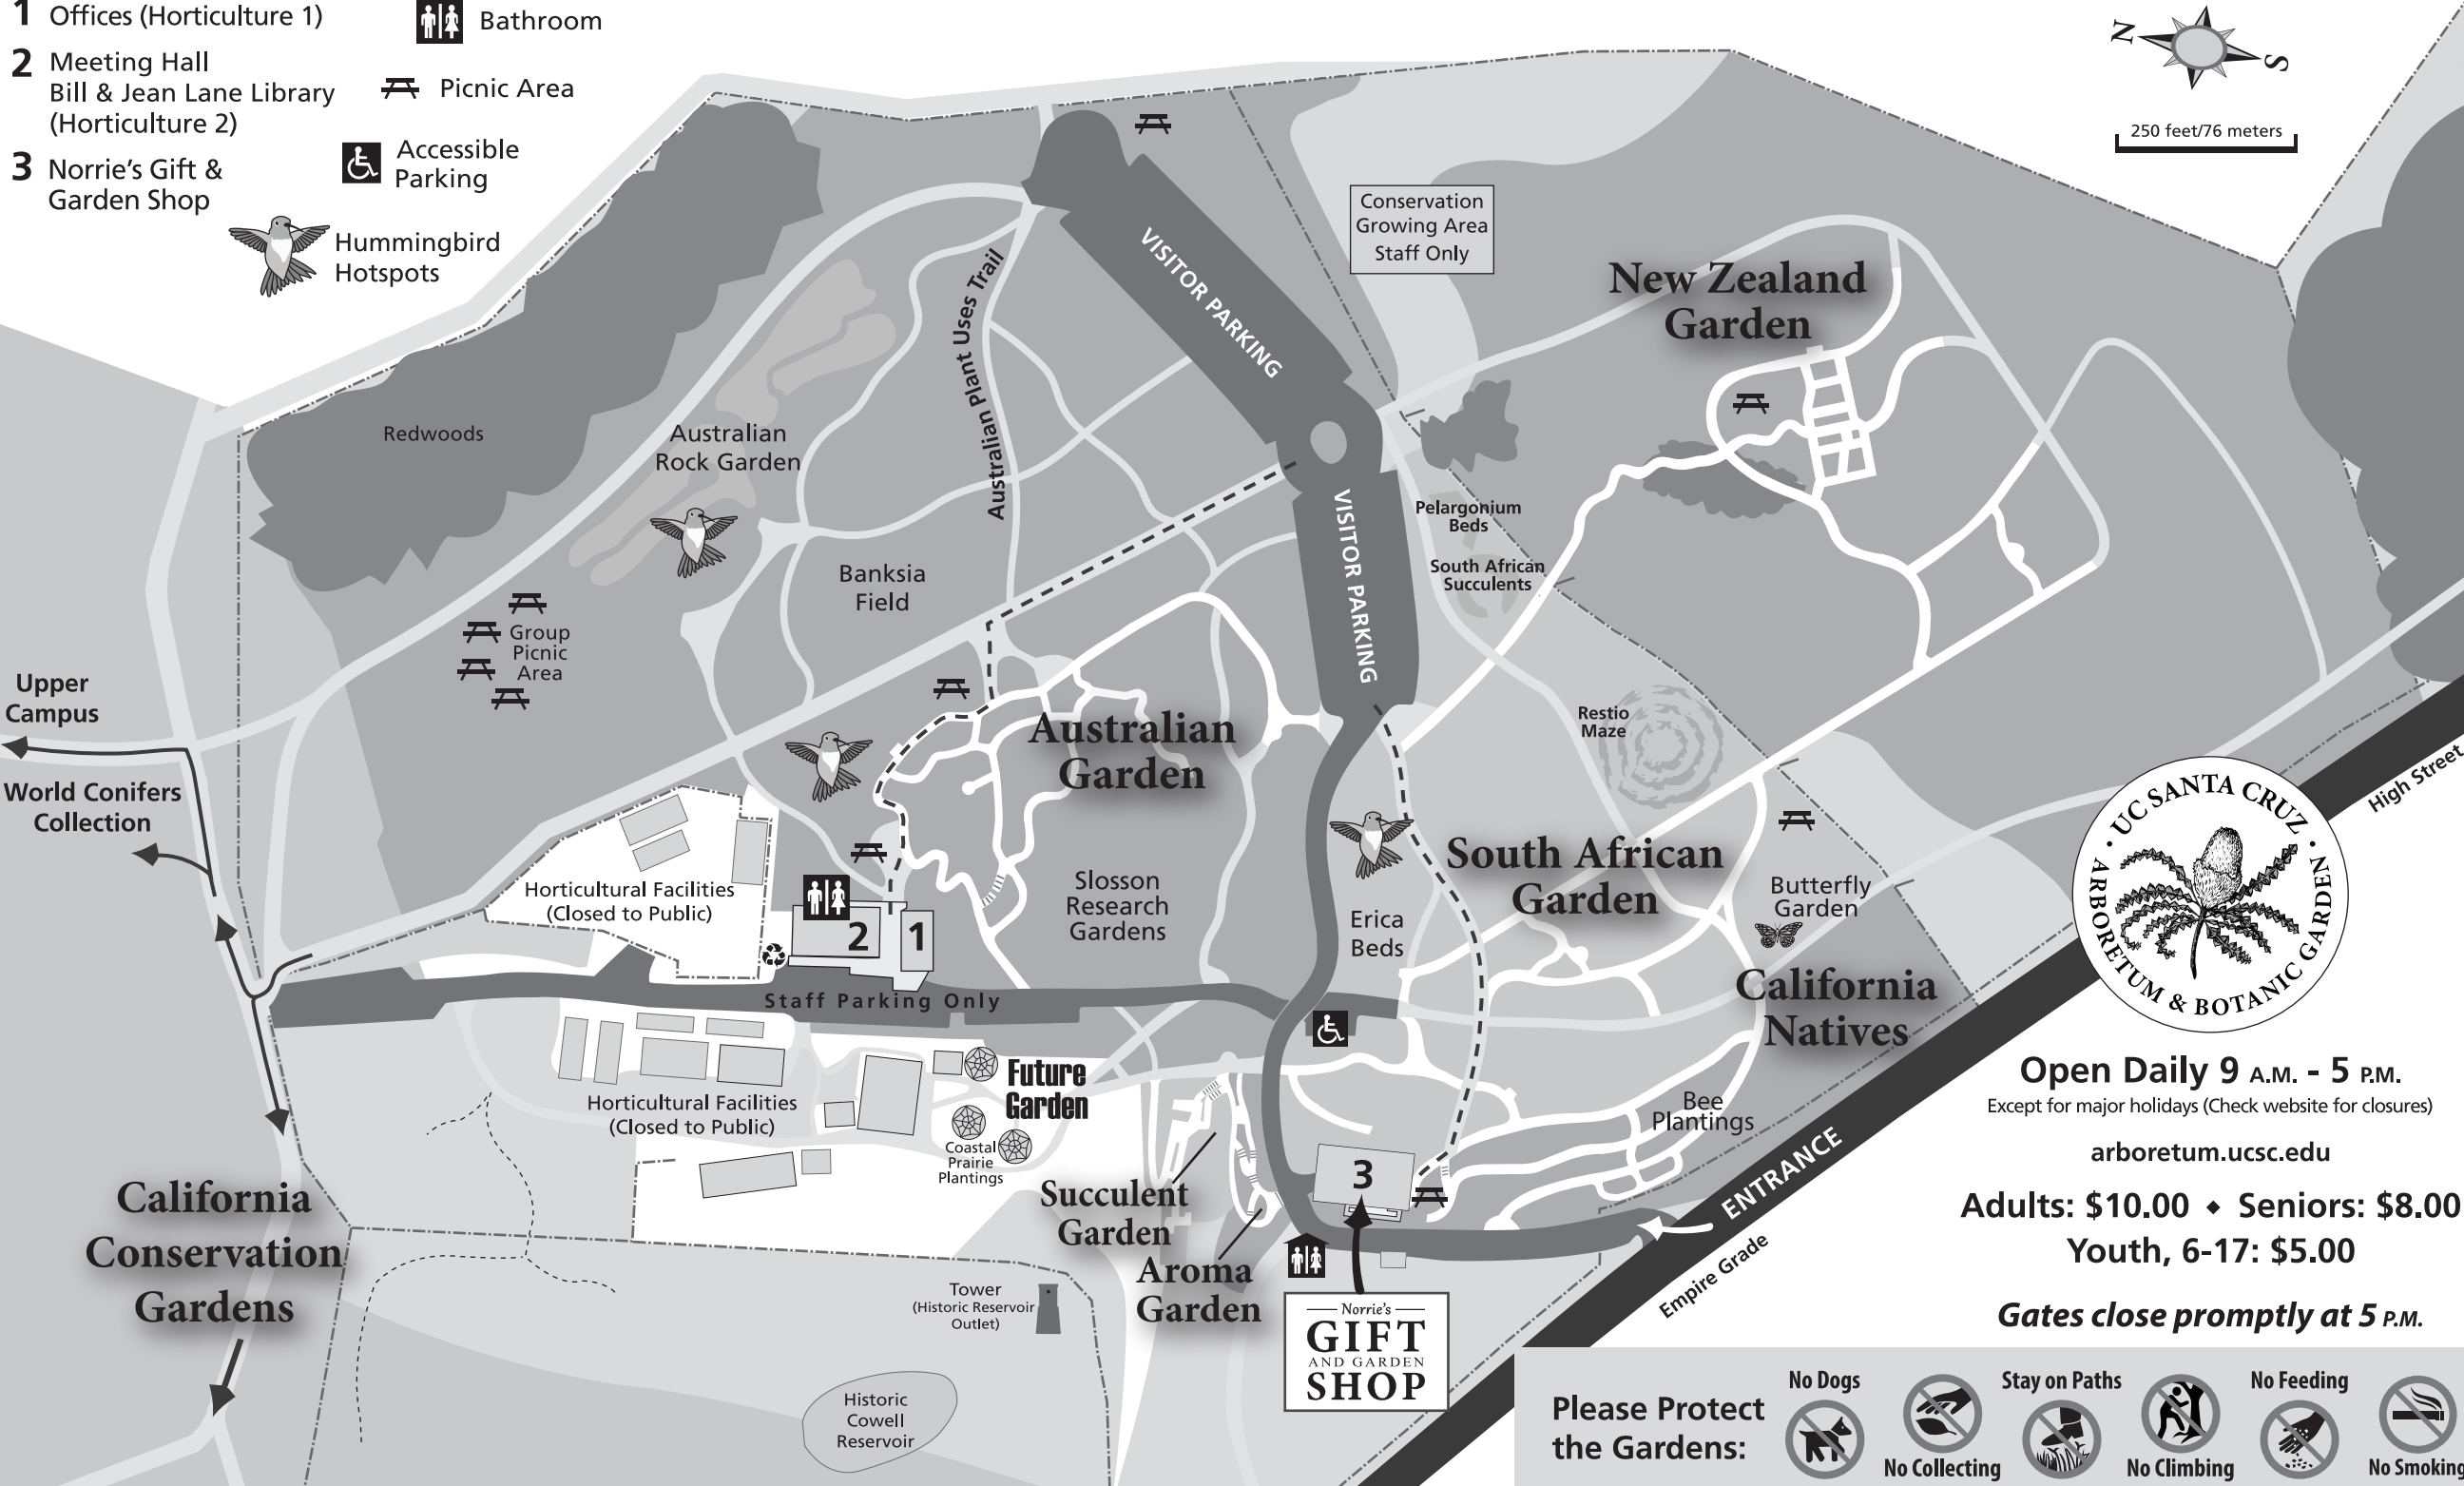 1 Offices (Horticulture 1)
2 Meeting Hall
Bill & Jean Lane Library
(Horticulture 2)
3 Norrie's Gift &
Garden Shop
Bathroom
Picnic Area
Accessible
Parking
Hummingbird
Hotspots
N
S
250 feet/76 meters
Conservation
Growing Area
Staff Only
VISITOR PARKING
New Zealand
Garden
Australian Plant Uses Trail
Redwoods
Australian
Rock Garden
VISITOR PARKING
Pelargonium
Beds
South African
Succulents
Banksia
Field
Group
Picnic
Area
Upper
Campus
World Conifers
Collection
Australian
Garden
Restio
Maze
High Street
South African
Garden
Horticultural Facilities
(Closed to Public)
2
1
Slosson
Research
Gardens
Erica
Beds
Butterfly
Garden
California
Natives
Staff Parking Only
Future
Garden
Horticultural Facilities
(Closed to Public)
Coastal
Prairie
Plantings
Bee
Plantings
3
ENTRANCE
Empire Grade
Succulent
Garden
Aroma
Garden
California
Conservation
Gardens
Tower
(Historic Reservoir
Outlet)
Historic
Cowell
Reservoir
Norrie's
GIFT
AND GARDEN
SHOP
• UC SANTA CRUZ •
ARBORETUM & BOTANIC GARDEN
Open Daily 9 A.M. - 5 P.M.
Except for major holidays (Check website for closures)
arboretum.ucsc.edu
Adults: $10.00 ◆ Seniors: $8.00
Youth, 6-17: $5.00
Gates close promptly at 5 P.M.
Please Protect
the Gardens:
No Dogs
No Collecting
Stay on Paths
No Climbing
No Feeding
No Smoking